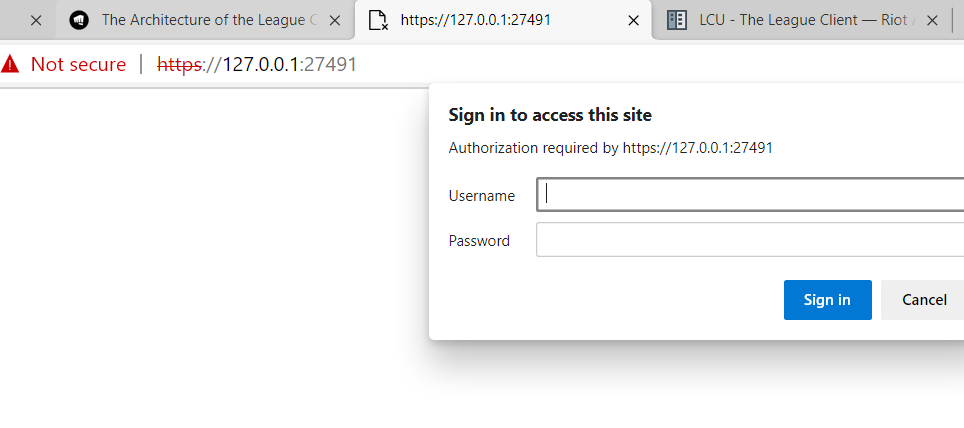 The Architecture of the League C
https://127.0.0.1:27491
LCU - The League Client — Riot A
Not secure | https://127.0.0.1:27491
Sign in to access this site
Authorization required by https://127.0.0.1:27491
Username
Password
Sign in
Cancel